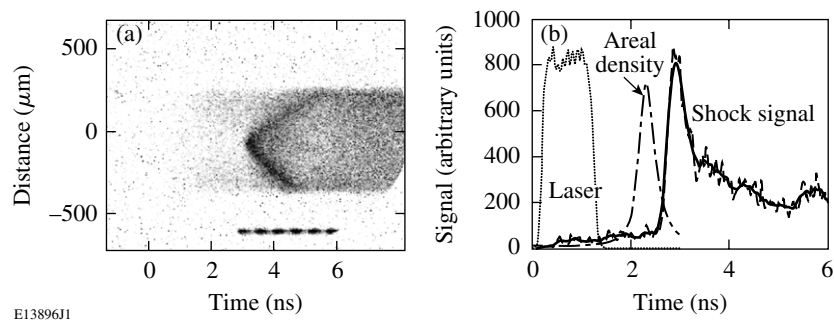 (a)
500
0
−500
Distance (μm)
0
2
4
6
Time (ns)
E13896J1
(b)
1000
800
600
400
200
0
Signal (arbitrary units)
Areal
density
Shock signal
Laser
0
2
4
6
Time (ns)